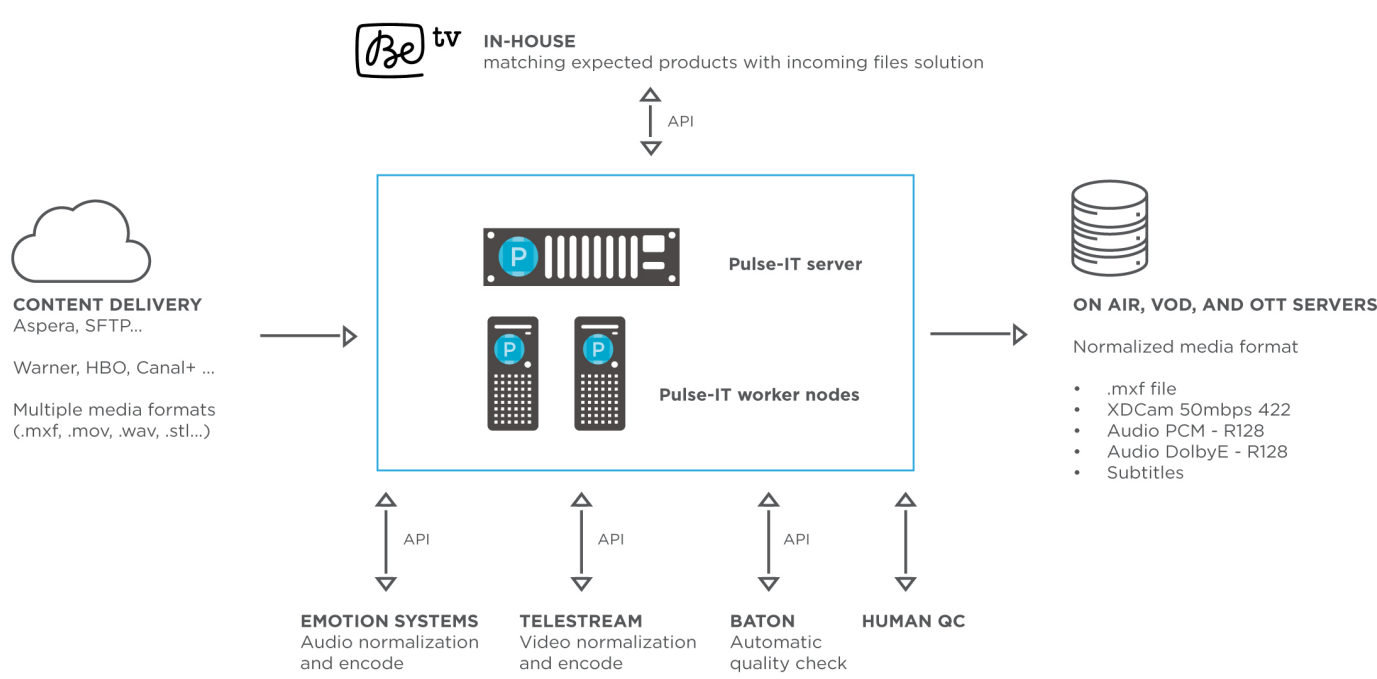 Be tv
IN-HOUSE
matching expected products with incoming files solution
API
CONTENT DELIVERY
Aspera, SFTP...
Warner, HBO, Canal+ ...
Multiple media formats
(.mxf, .mov, .wav, .stl...)
P
Pulse-IT server
P
P
Pulse-IT worker nodes
ON AIR, VOD, AND OTT SERVERS
Normalized media format
• .mxf file
• XDCam 50mbps 422
• Audio PCM - R128
• Audio DolbyE - R128
• Subtitles
API
API
API
EMOTION SYSTEMS
Audio normalization
and encode
TELESTREAM
Video normalization
and encode
BATON
Automatic
quality check
HUMAN QC